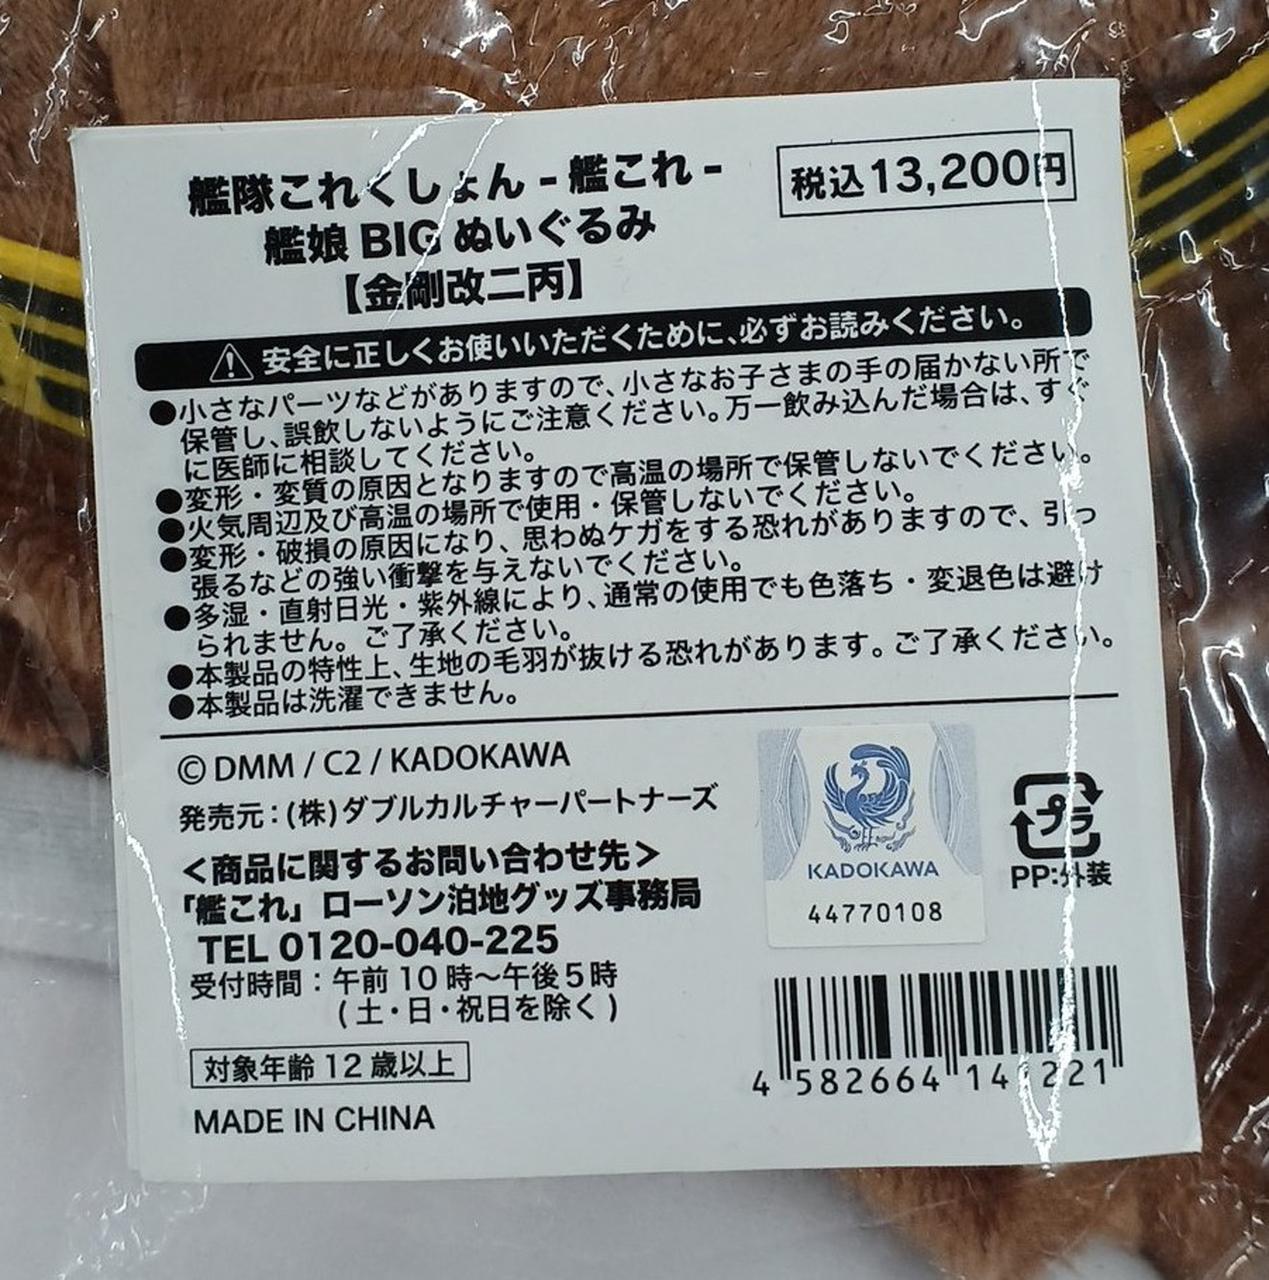 艦隊これくしょん -艦これ-
艦娘 BIG ぬいぐるみ
【金剛改二丙】
税込13,200円
安全に正しくお使いいただくために、必ずお読みください。
●小さなパーツなどがありますので、小さなお子さまの手の届かない所で
保管し、誤飲しないようにご注意ください。万一飲み込んだ場合は、すぐ
に医師に相談してください。
●変形・変質の原因となりますので高温の場所で保管しないでください。
●火気周辺及び高温の場所で使用・保管しないでください。
●変形・破損の原因になり、思わぬケガをする恐れがありますので、引っ
張るなどの強い衝撃を与えないでください。
●多湿・直射日光・紫外線により、通常の使用でも色落ち・変退色は避け
られません。ご了承ください。
●本製品の特性上、生地の毛羽が抜ける恐れがあります。ご了承ください。
●本製品は洗濯できません。
© DMM / C2 / KADOKAWA
発売元：(株)ダブルカルチャーパートナーズ
＜商品に関するお問い合わせ先＞
「艦これ」ローソン泊地グッズ事務局
TEL 0120-040-225
受付時間：午前10時～午後5時
(土・日・祝日を除く)
対象年齢12歳以上
MADE IN CHINA
KADOKAWA
44770108
プラ
PP:外装
4 582664 141221